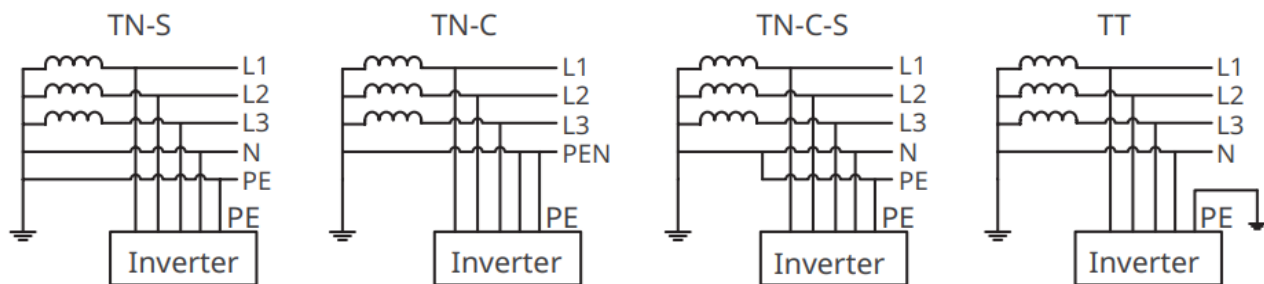 TN-S
L1
L2
L3
N
PE
PE
Inverter
TN-C
L1
L2
L3
PEN
PE
Inverter
TN-C-S
L1
L2
L3
N
PE
PE
Inverter
TT
L1
L2
L3
N
PE
Inverter